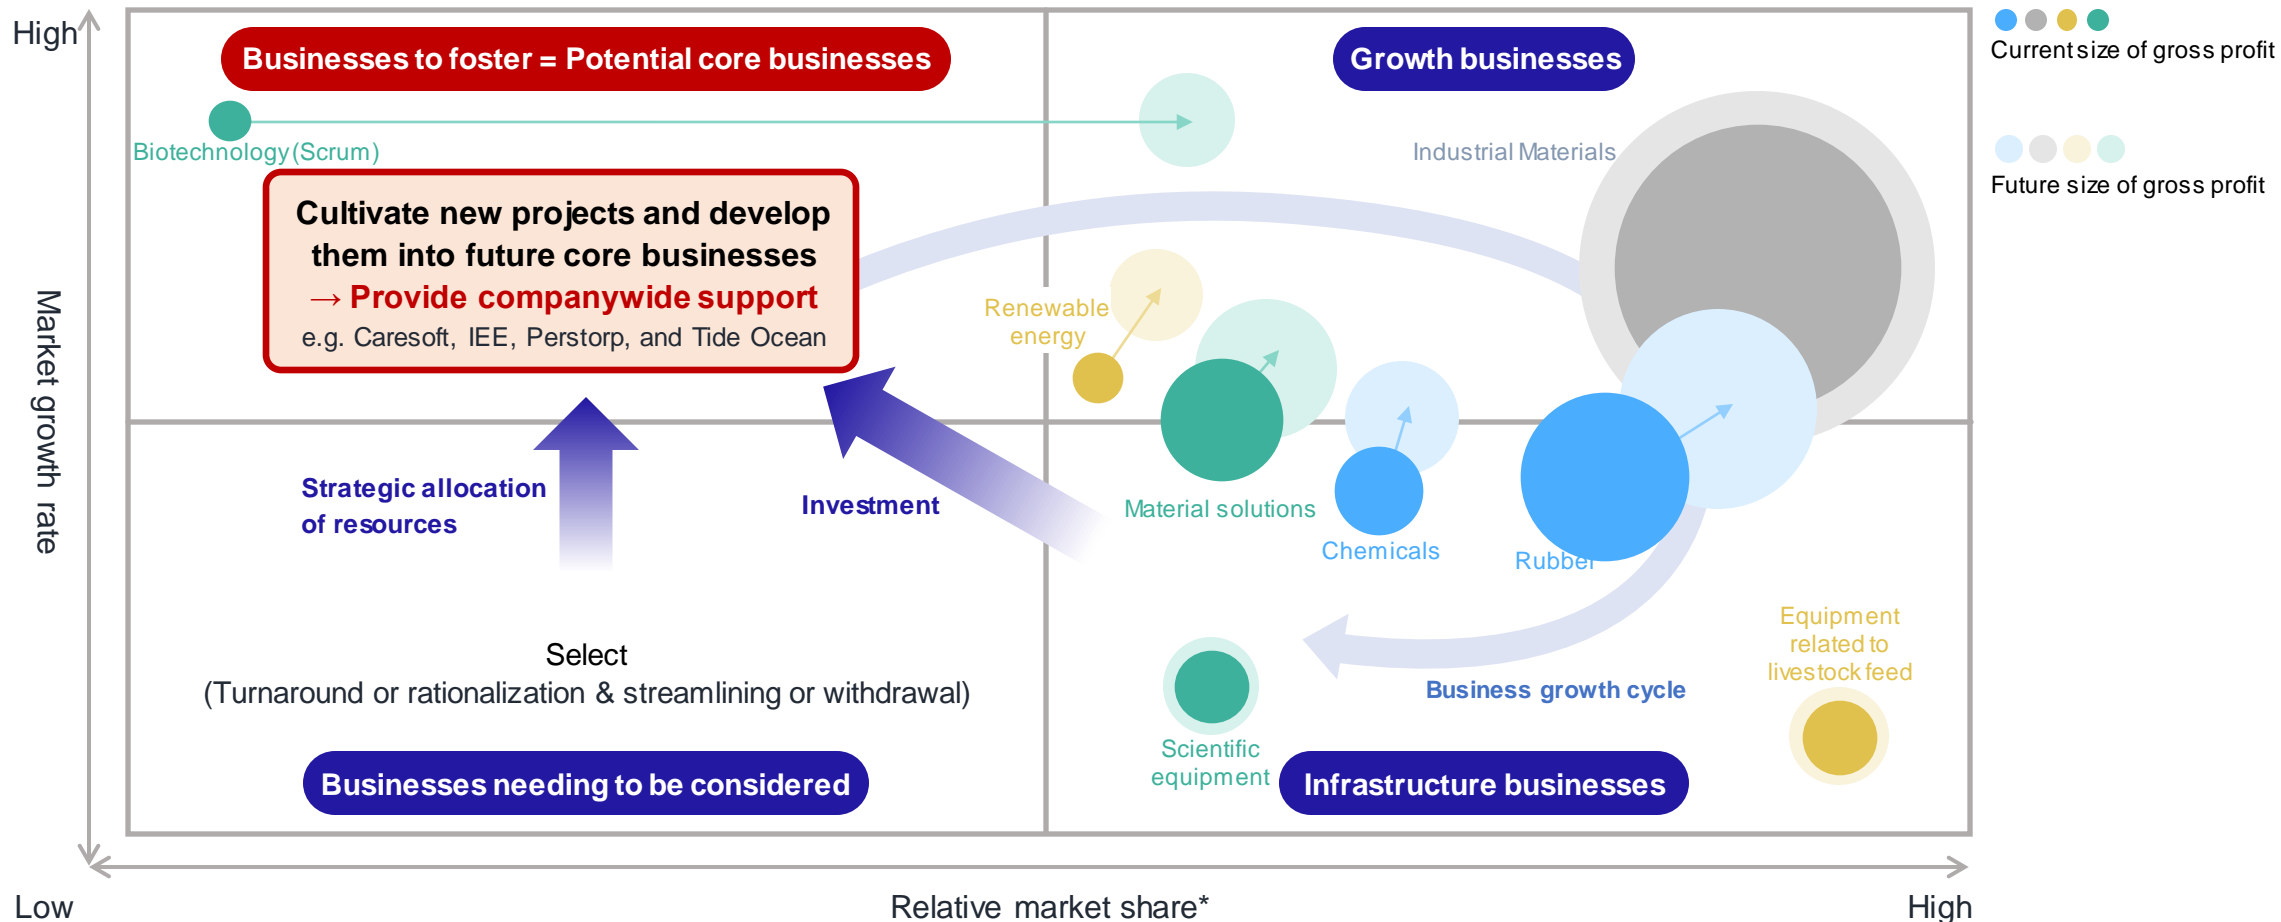 High
Businesses to foster = Potential core businesses
Growth businesses
Current size of gross profit
Biotechnology (Scrum)
Industrial Materials
Future size of gross profit
Cultivate new projects and develop
them into future core businesses
→ Provide companywide support
e.g. Caresoft, IEE, Perstorp, and Tide Ocean
Renewable
energy
Market growth rate
Strategic allocation
of resources
Investment
Material solutions
Chemicals
Rubber
Select
(Turnaround or rationalization & streamlining or withdrawal)
Equipment
related to
livestock feed
Business growth cycle
Scientific
equipment
Businesses needing to be considered
Infrastructure businesses
Low
Relative market share*
High